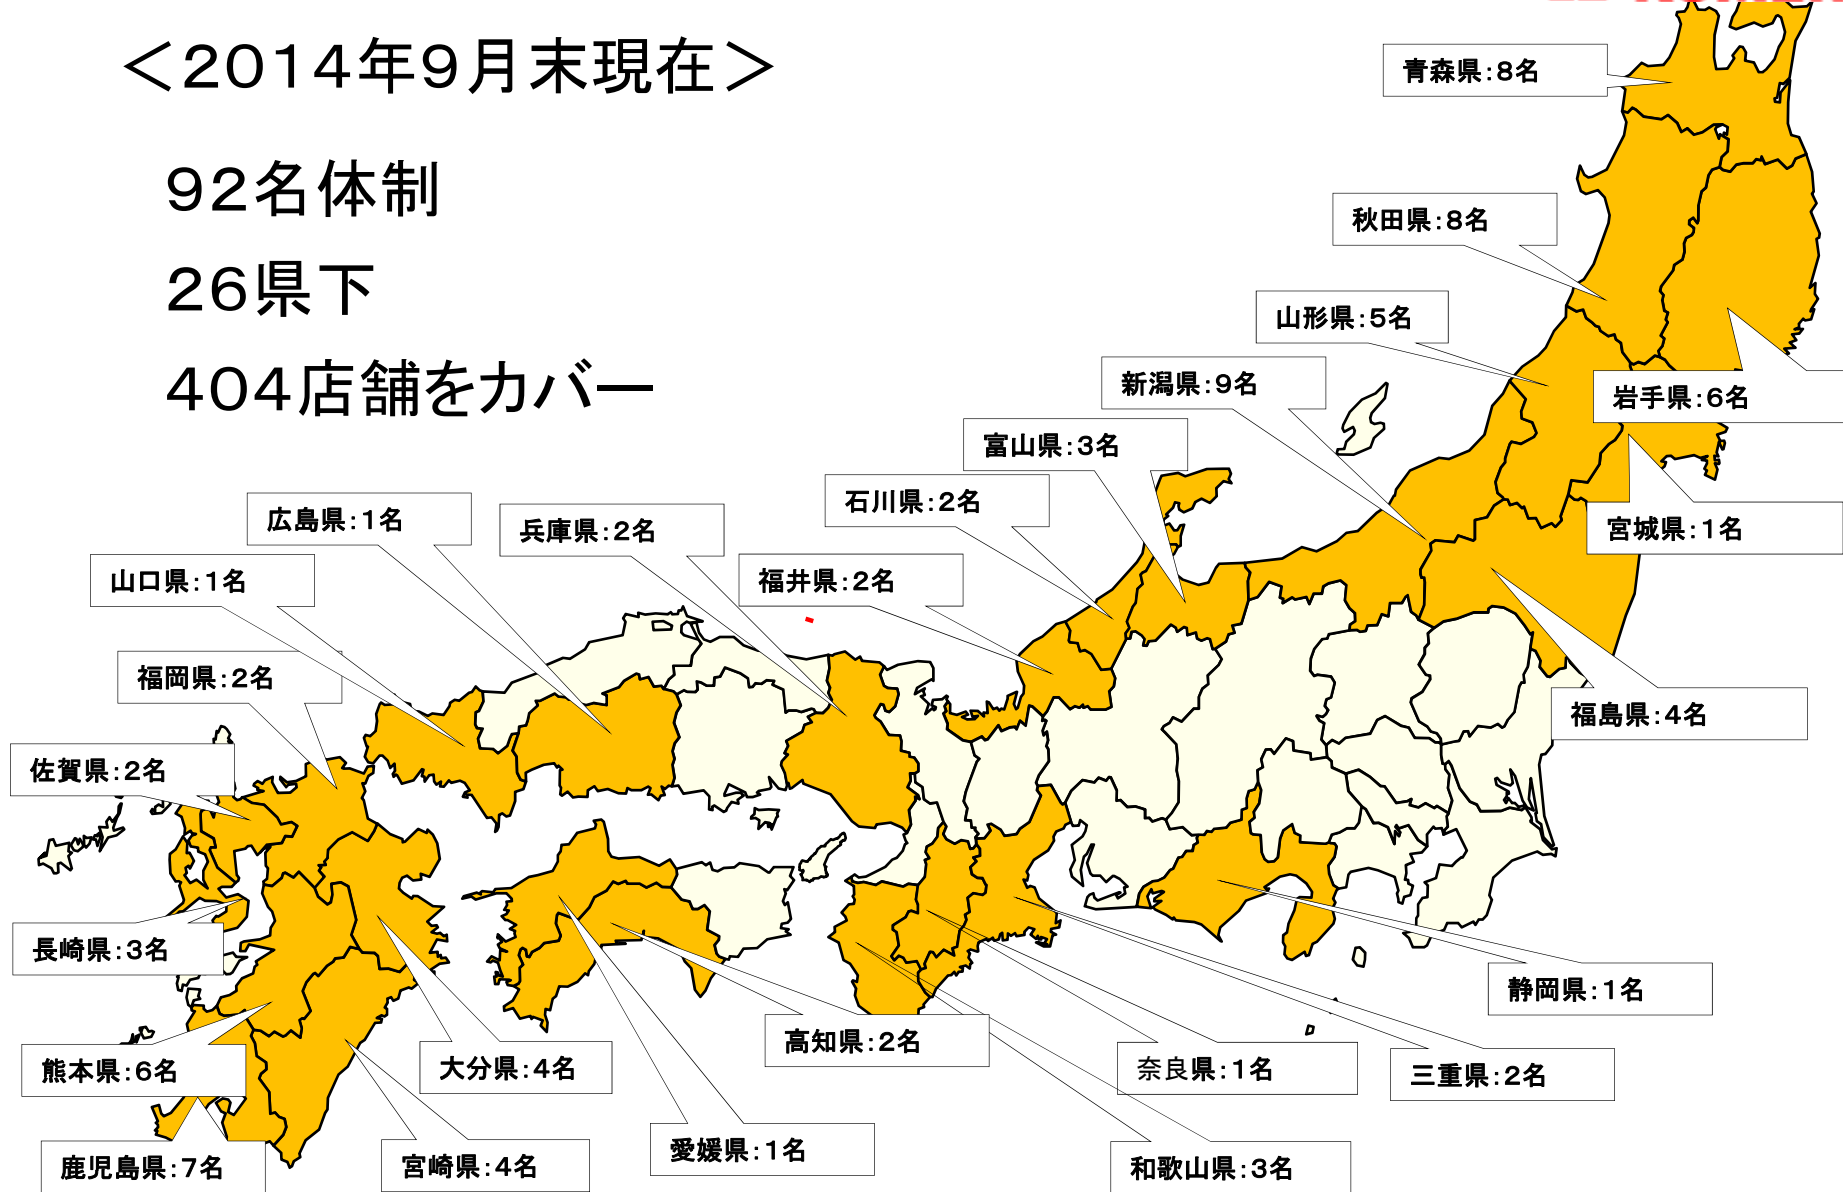 ＜2014年9月末現在＞
92名体制
26県下
404店舗をカバー
青森県：8名
秋田県：8名
山形県：5名
新潟県：9名
岩手県：6名
富山県：3名
石川県：2名
広島県：1名
兵庫県：2名
宮城県：1名
山口県：1名
福井県：2名
福岡県：2名
福島県：4名
佐賀県：2名
長崎県：3名
静岡県：1名
高知県：2名
熊本県：6名
大分県：4名
奈良県：1名
三重県：2名
愛媛県：1名
鹿児島県：7名
宮崎県：4名
和歌山県：3名